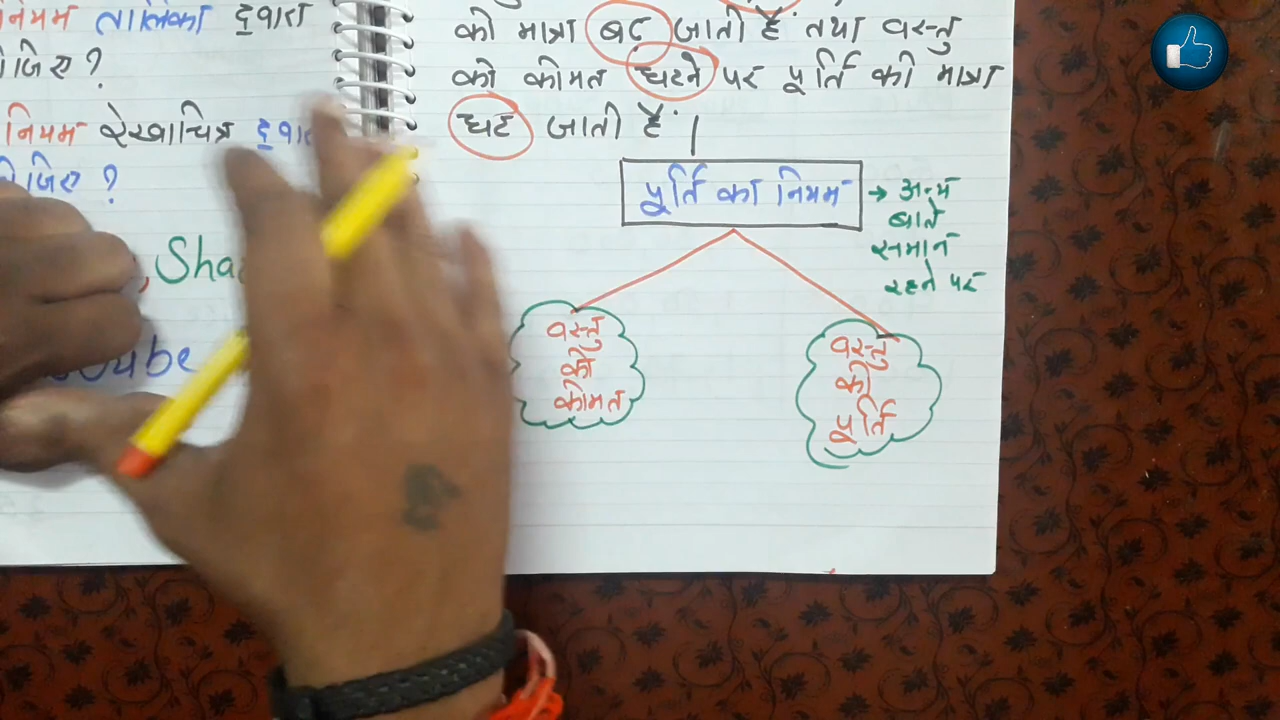 नियम तालिका द्वारा
कीजिए ?
नियम रेखाचित्र द्वारा
कीजिए ?
, Sha
ube
की मात्रा बढ़ जाती हैं तथा वस्तु
की कीमत घटने पर पूर्ति की मात्रा
घट जाती हैं ।
पूर्ति का नियम → अन्य
बाते
समान
रहने पर
वस्तु
की
कीमत
वस्तु
की
पूर्ति